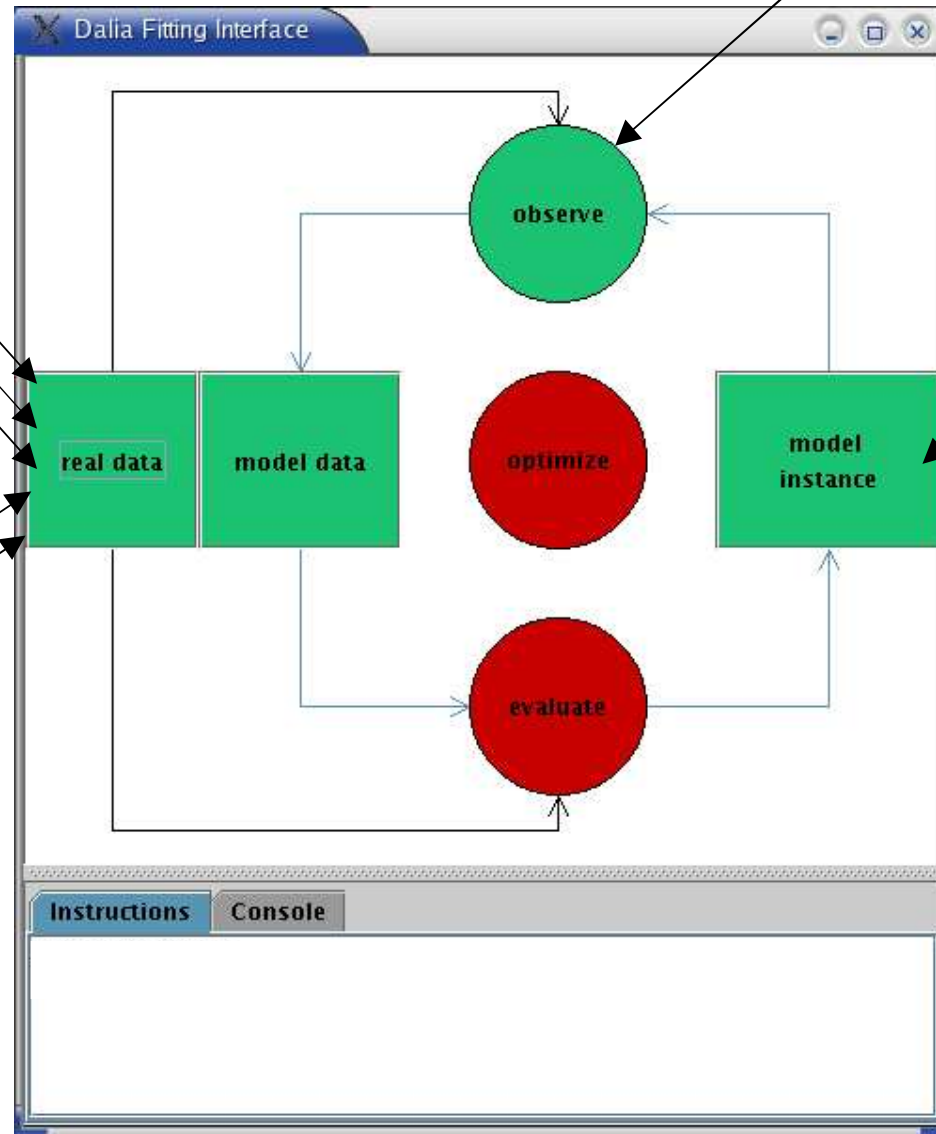 Dalia Fitting Interface
observe
real data
model data
optimize
model
instance
evaluate
Instructions
Console